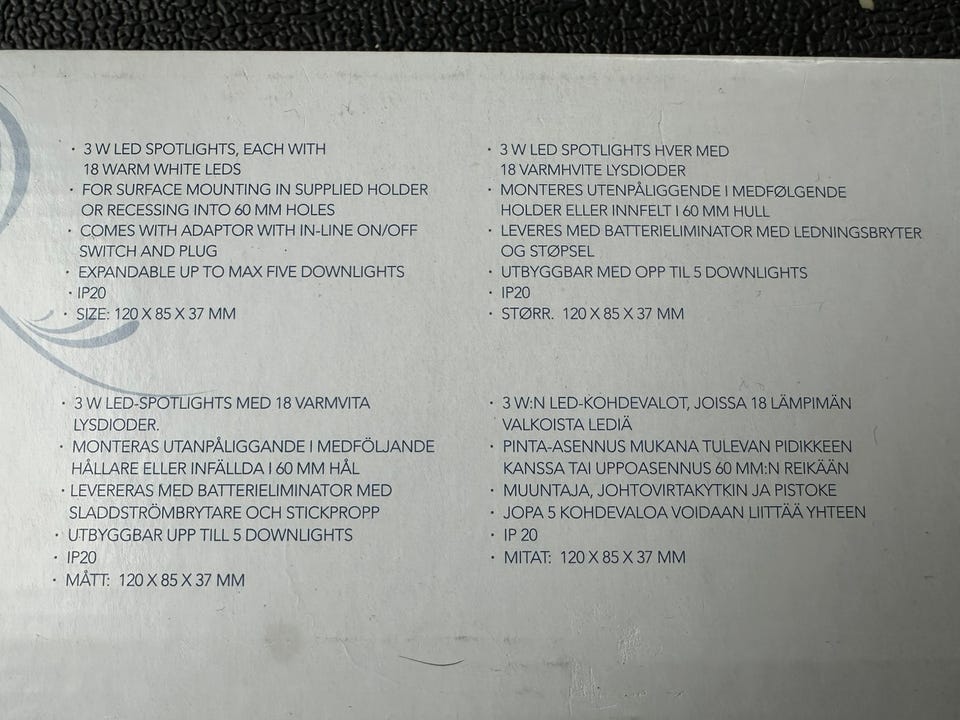 · 3 W LED SPOTLIGHTS, EACH WITH
18 WARM WHITE LEDS
· FOR SURFACE MOUNTING IN SUPPLIED HOLDER
OR RECESSING INTO 60 MM HOLES
· COMES WITH ADAPTOR WITH IN-LINE ON/OFF
SWITCH AND PLUG
· EXPANDABLE UP TO MAX FIVE DOWNLIGHTS
· IP20
· SIZE: 120 X 85 X 37 MM
· 3 W LED SPOTLIGHTS HVER MED
18 VARMHVITE LYSDIODER
· MONTERES UTENPÅLIGGENDE I MEDFØLGENDE
HOLDER ELLER INNFELT I 60 MM HULL
· LEVERES MED BATTERIELIMINATOR MED LEDNINGSBRYTER
OG STØPSEL
· UTBYGGBAR MED OPP TIL 5 DOWNLIGHTS
· IP20
· STØRR. 120 X 85 X 37 MM
· 3 W LED-SPOTLIGHTS MED 18 VARMVITA
LYSDIODER.
· MONTERAS UTANPÅLIGGANDE I MEDFÖLJANDE
HÅLLARE ELLER INFÄLLDA I 60 MM HÅL
· LEVERERAS MED BATTERIELIMINATOR MED
SLADDSTRÖMBRYTARE OCH STICKPROPP
· UTBYGGBAR UPP TILL 5 DOWNLIGHTS
· IP20
· MÅTT: 120 X 85 X 37 MM
· 3 W:N LED-KOHDEVALOT, JOISSA 18 LÄMPIMÄN
VALKOISTA LEDIÄ
· PINTA-ASENNUS MUKANA TULEVAN PIDIKKEEN
KANSSA TAI UPPOASENNUS 60 MM:N REIKÄÄN
· MUUNTAJA, JOHTOVIRTAKYTKIN JA PISTOKE
· JOPA 5 KOHDEVALOA VOIDAAN LIITTÄÄ YHTEEN
· IP 20
· MITAT: 120 X 85 X 37 MM